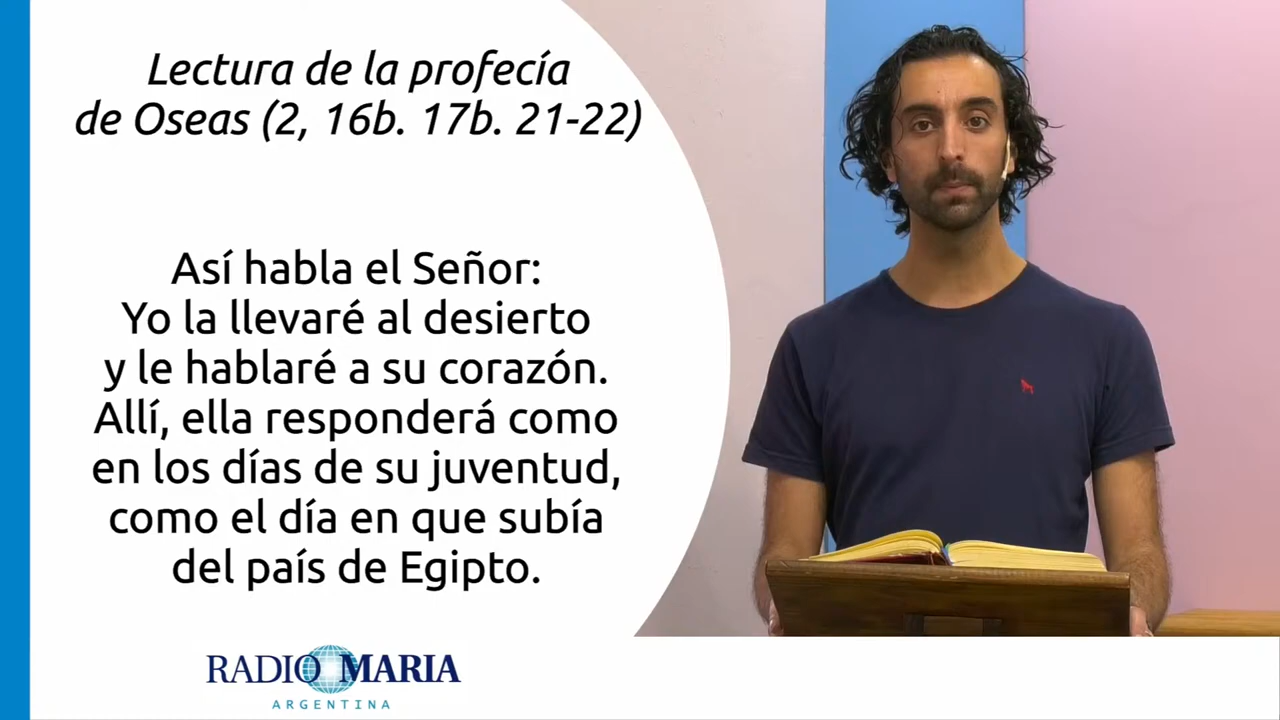 Lectura de la profecía
de Oseas (2, 16b. 17b. 21-22)
Así habla el Señor:
Yo la llevaré al desierto
y le hablaré a su corazón.
Allí, ella responderá como
en los días de su juventud,
como el día en que subía
del país de Egipto.
RADIO MARIA
ARGENTINA